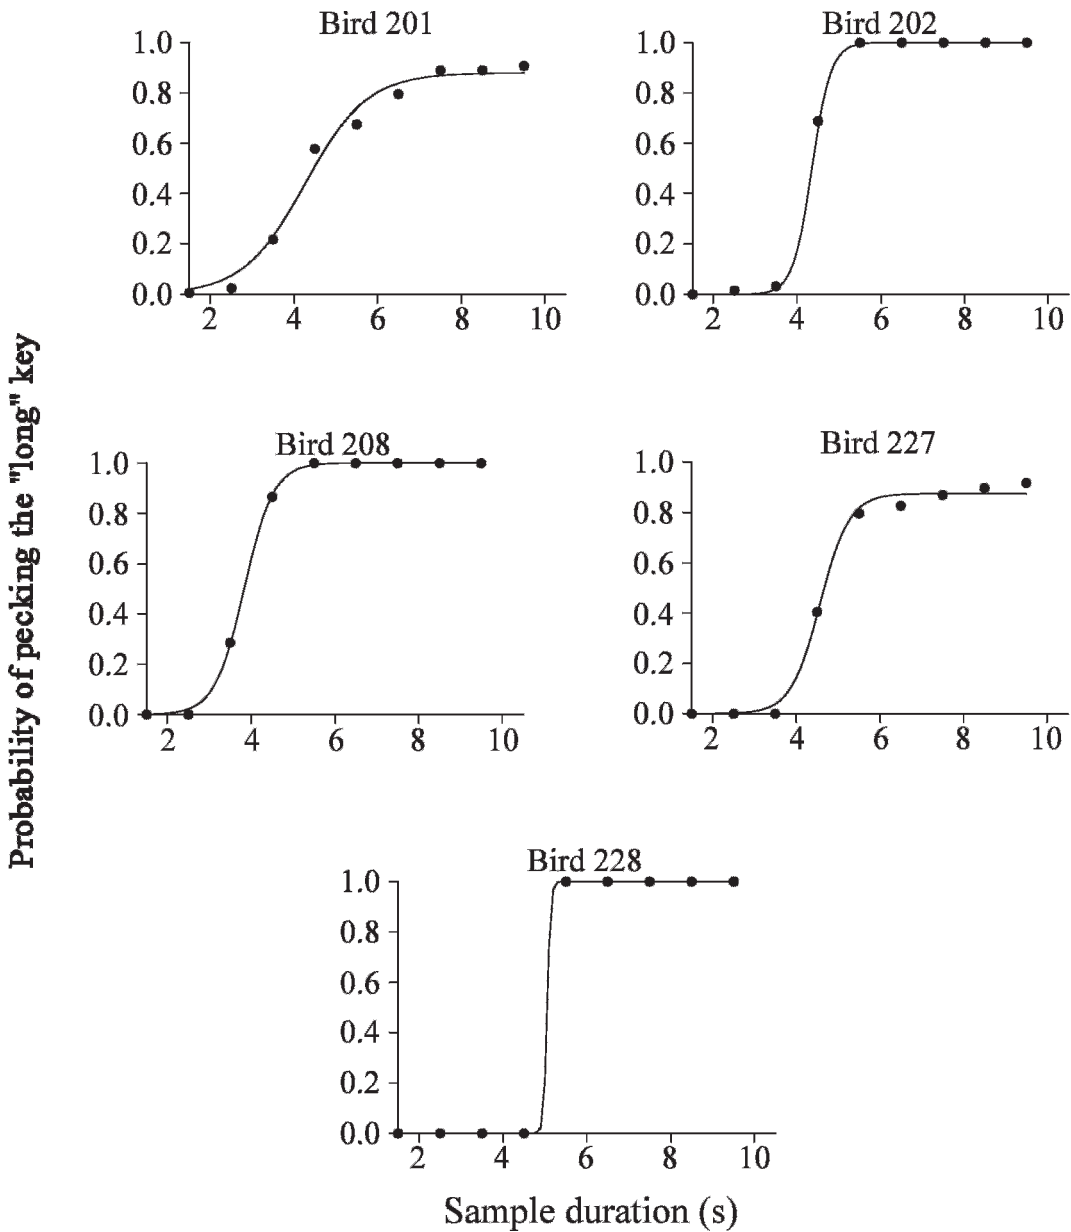 Probability of pecking the "long" key
Bird 201
1.0
0.8
0.6
0.4
0.2
0.0
2 4 6 8 10
Bird 202
1.0
0.8
0.6
0.4
0.2
0.0
2 4 6 8 10
Bird 208
1.0
0.8
0.6
0.4
0.2
0.0
2 4 6 8 10
Bird 227
1.0
0.8
0.6
0.4
0.2
0.0
2 4 6 8 10
Bird 228
1.0
0.8
0.6
0.4
0.2
0.0
2 4 6 8 10
Sample duration (s)